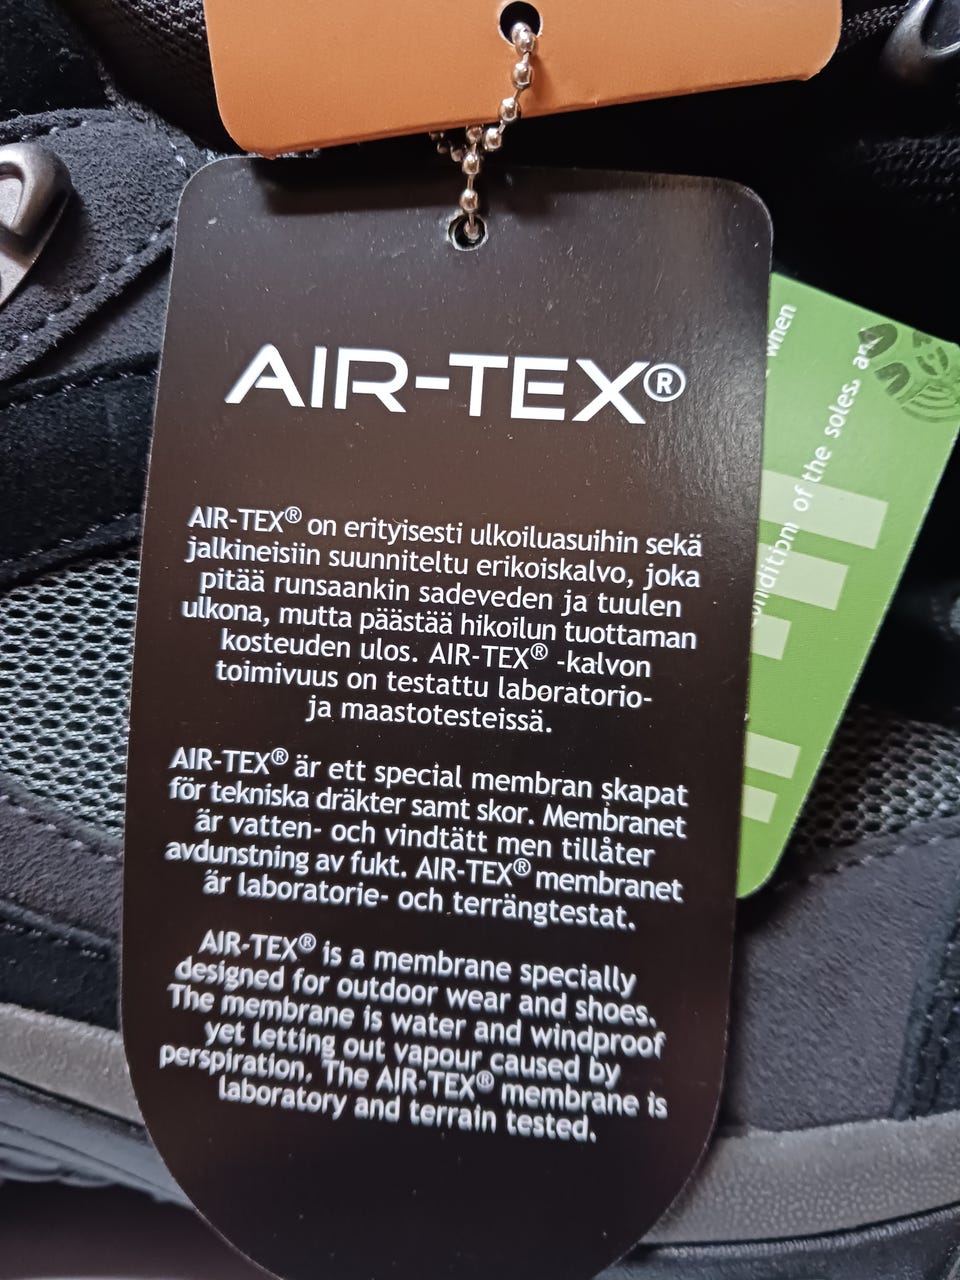 AIR-TEX®
AIR-TEX® on erityisesti ulkoiluasuihin sekä
jalkineisiin suunniteltu erikoiskalvo, joka
pitää runsaankin sadeveden ja tuulen
ulkona, mutta päästää hikoilun tuottaman
kosteuden ulos. AIR-TEX® -kalvon
toimivuus on testattu laboratorio-
ja maastotesteissä.
AIR-TEX® är ett special membran skapat
för tekniska dräkter samt skor. Membranet
är vatten- och vindtätt men tillåter
avdunstning av fukt. AIR-TEX® membranet
är laboratorie- och terrängtestat.
AIR-TEX® is a membrane specially
designed for outdoor wear and shoes.
The membrane is water and windproof
yet letting out vapour caused by
perspiration. The AIR-TEX® membrane is
laboratory and terrain tested.
when
of the soles, and